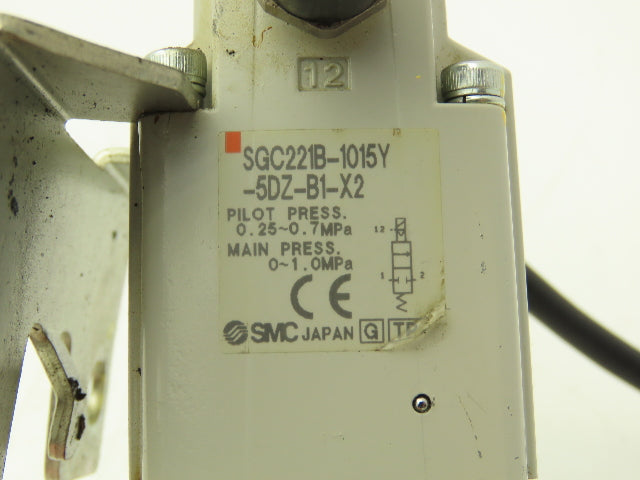 12
SGC221B-1015Y
-5DZ-B1-X2
PILOT PRESS.
0.25~0.7MPa
MAIN PRESS.
0~1.0MPa
12
1 2
CE
SMC JAPAN G